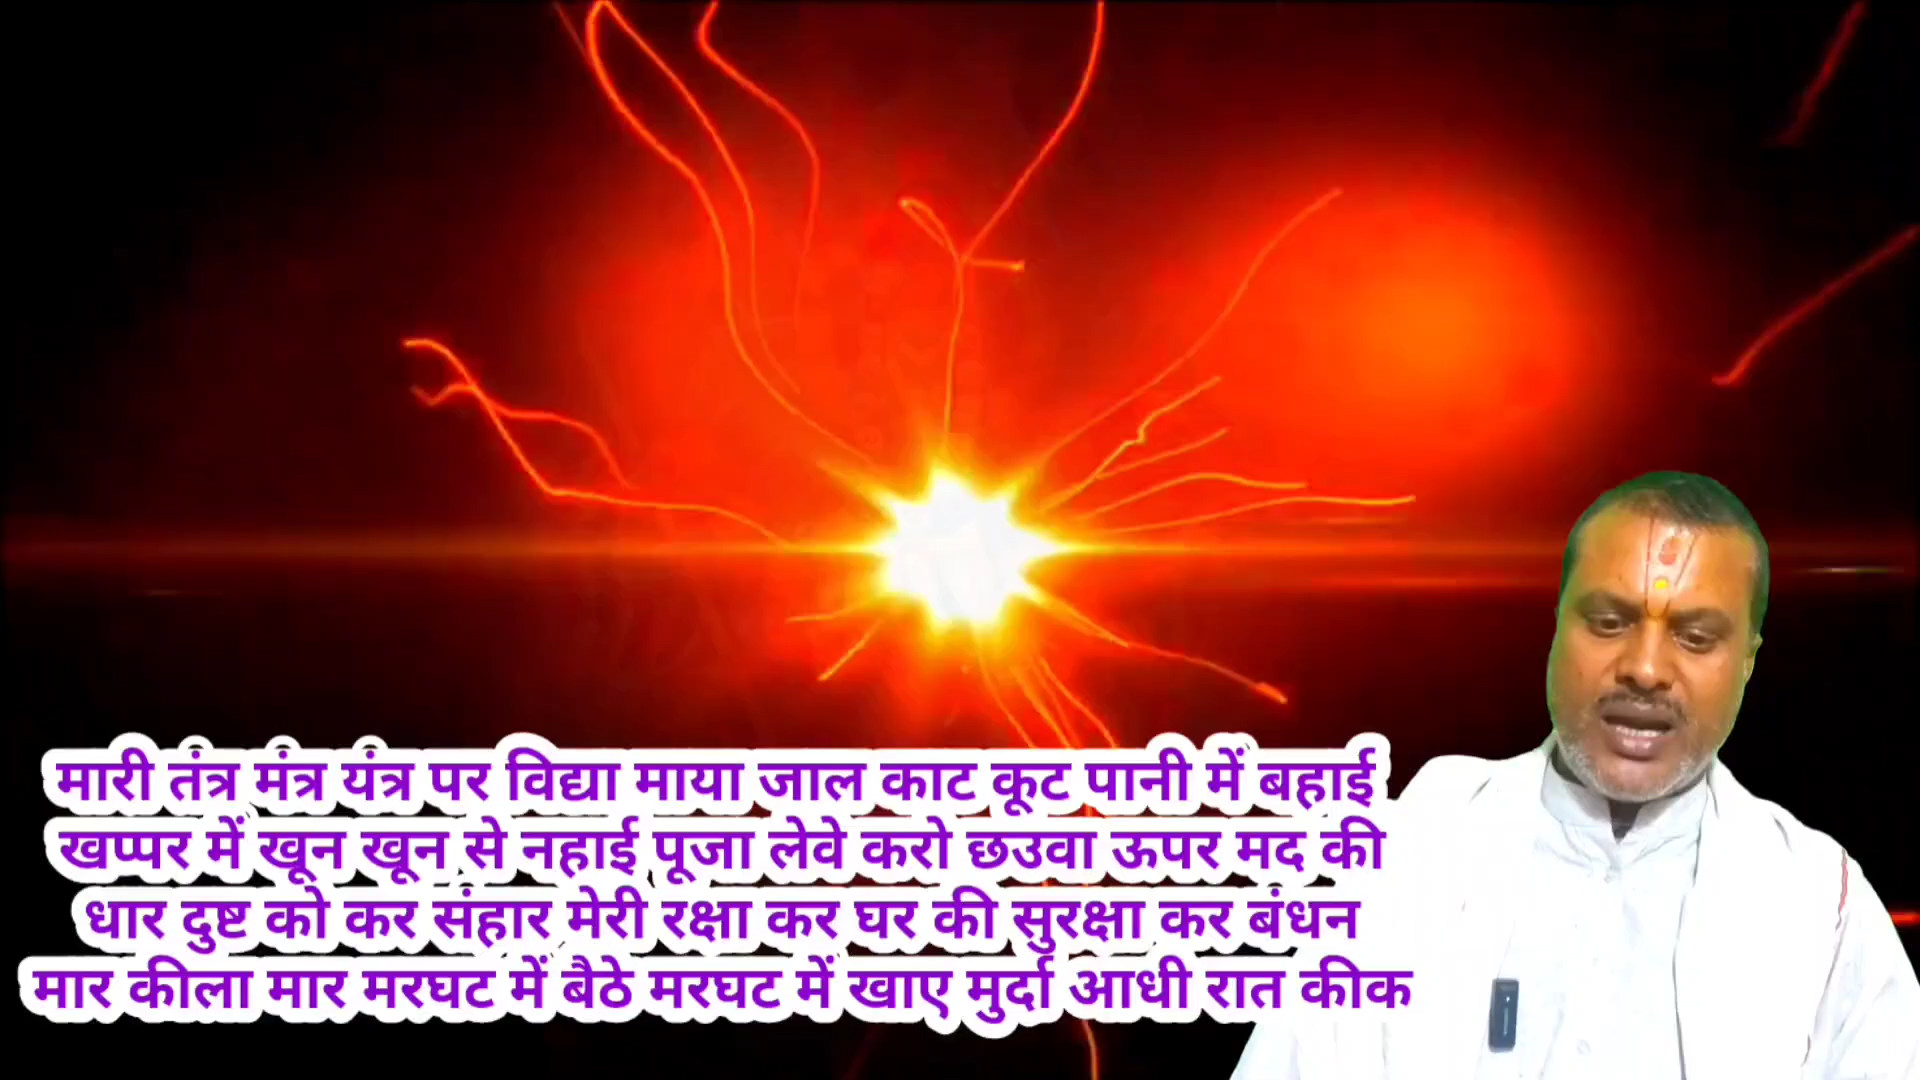 मारी तंत्र मंत्र यंत्र पर विद्या माया जाल काट कूट पानी में बहाई
खप्पर में खून खून से नहाई पूजा लेवे करो छउवा ऊपर मद की
धार दुष्ट को कर संहार मेरी रक्षा कर घर की सुरक्षा कर बंधन
मार कीला मार मरघट में बैठे मरघट में खाए मुर्दा आधी रात कीक